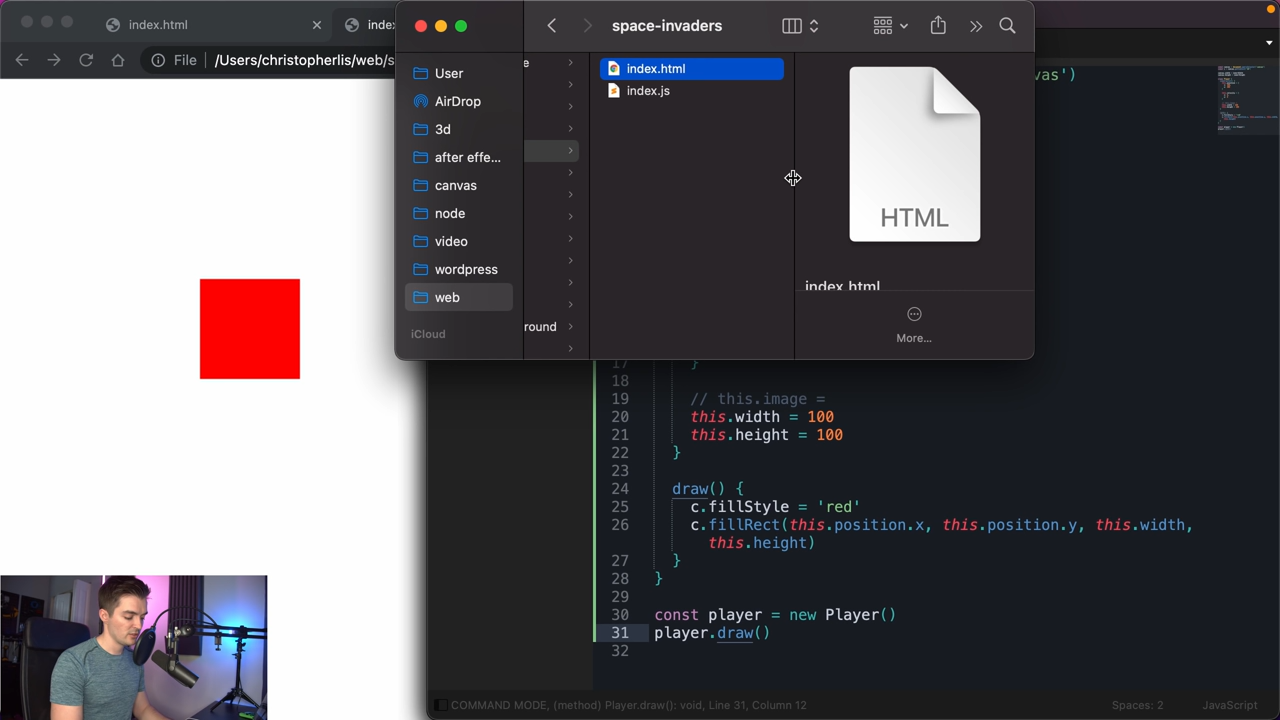 index.html
inde
File
/Users/christopherlis/web/s
space-invaders
User
AirDrop
3d
after effe...
canvas
node
video
wordpress
web
iCloud
e
round
index.html
index.js
HTML
index html
More...
vas')
17 }
18
19 // this.image =
20 this.width = 100
21 this.height = 100
22 }
23
24 draw() {
25 c.fillStyle = 'red'
26 c.fillRect(this.position.x, this.position.y, this.width,
this.height)
27 }
28 }
29
30 const player = new Player()
31 player.draw()
32
COMMAND MODE, (method) Player.draw(): void, Line 31, Column 12
Spaces: 2
JavaScript